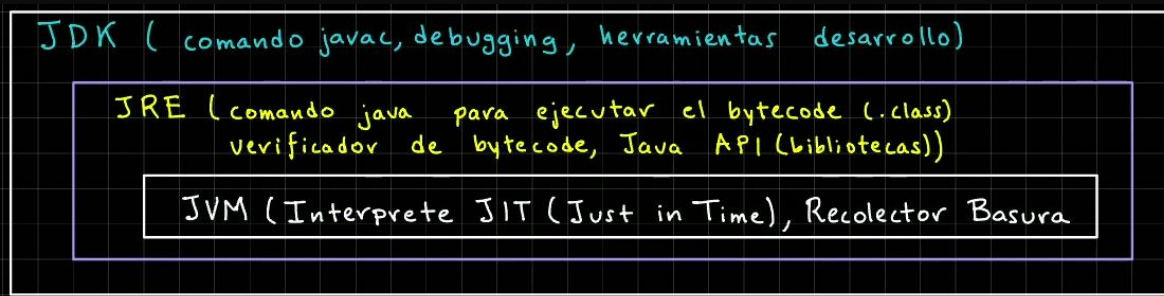 JDK ( comando javac, debugging, herramientas desarrollo)
JRE (comando java para ejecutar el bytecode (.class)
verificador de bytecode, Java API (bibliotecas))
JVM (Interprete JIT (Just in Time), Recolector Basura